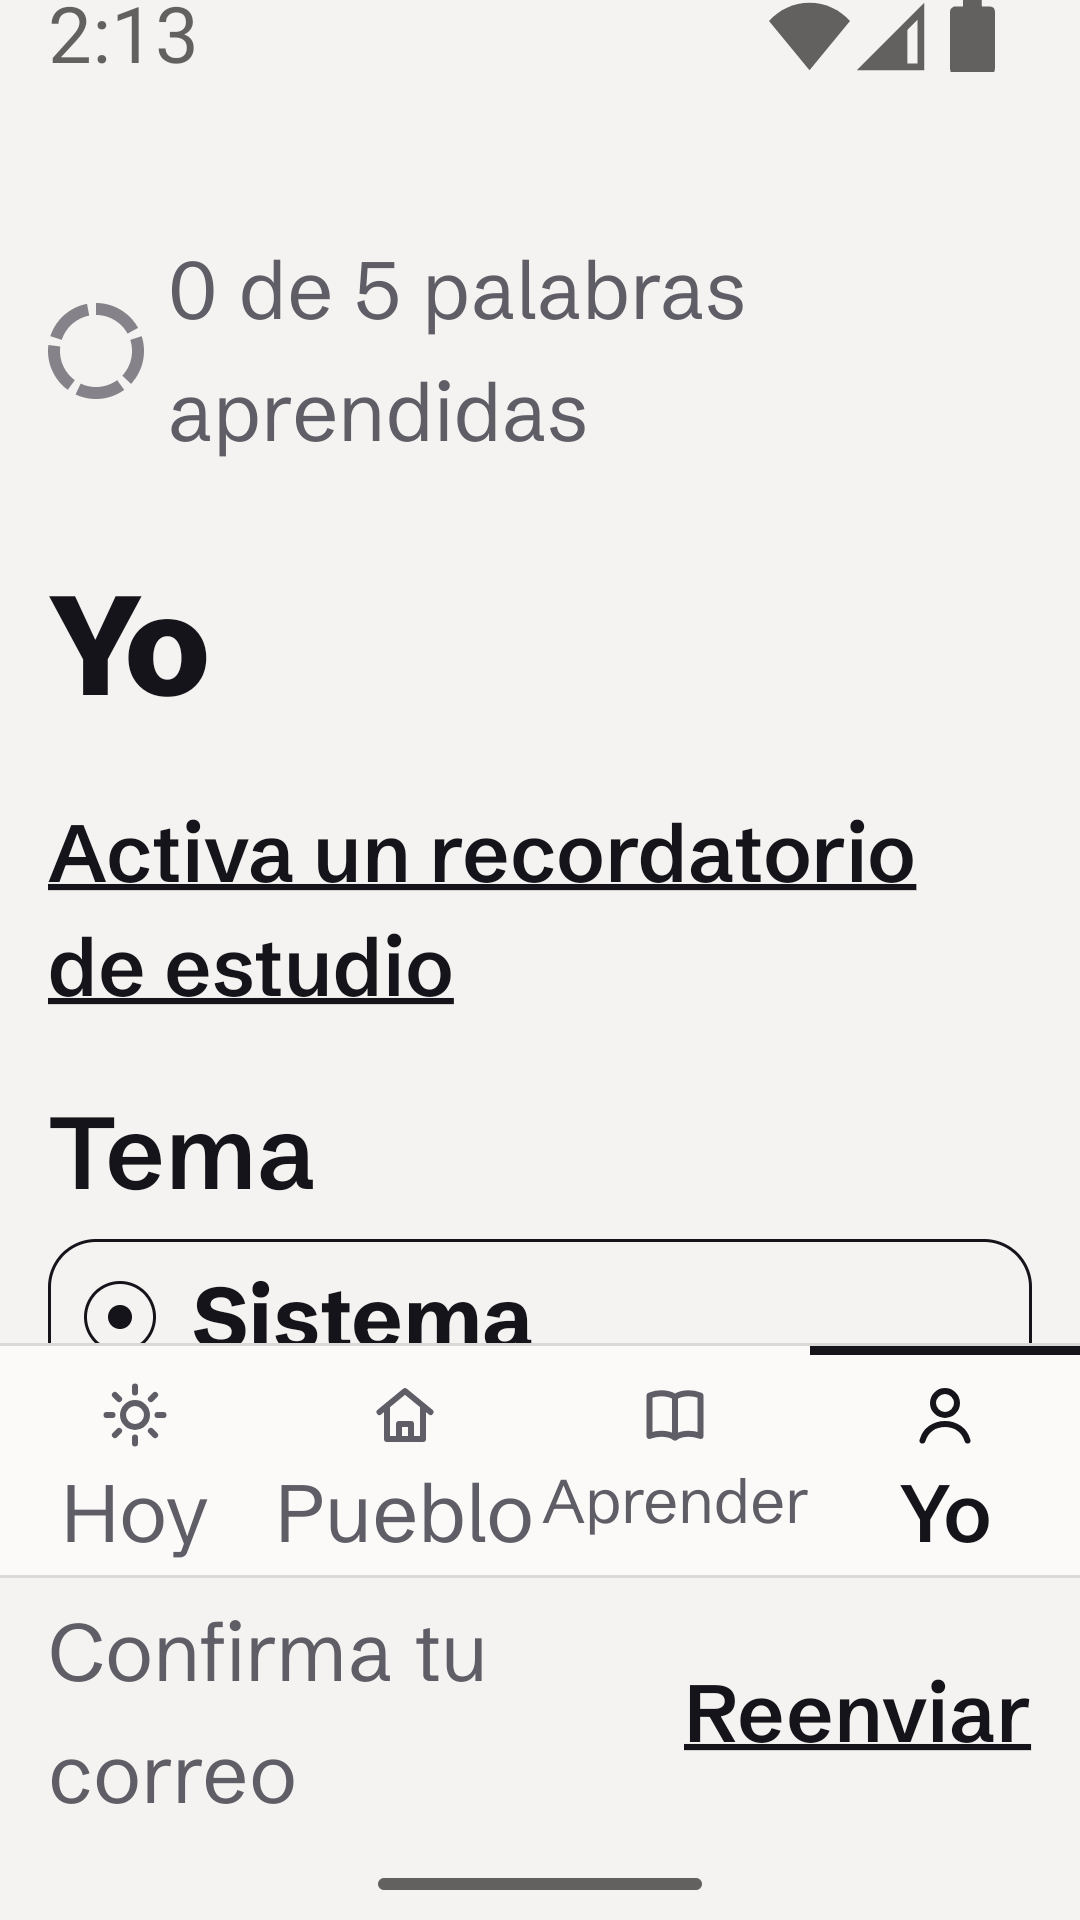 2:13
0 de 5 palabras
aprendidas
Yo
Activa un recordatorio
de estudio
Tema
Sistema
Hoy
Pueblo
Aprender
Yo
Confirma tu
correo
Reenviar